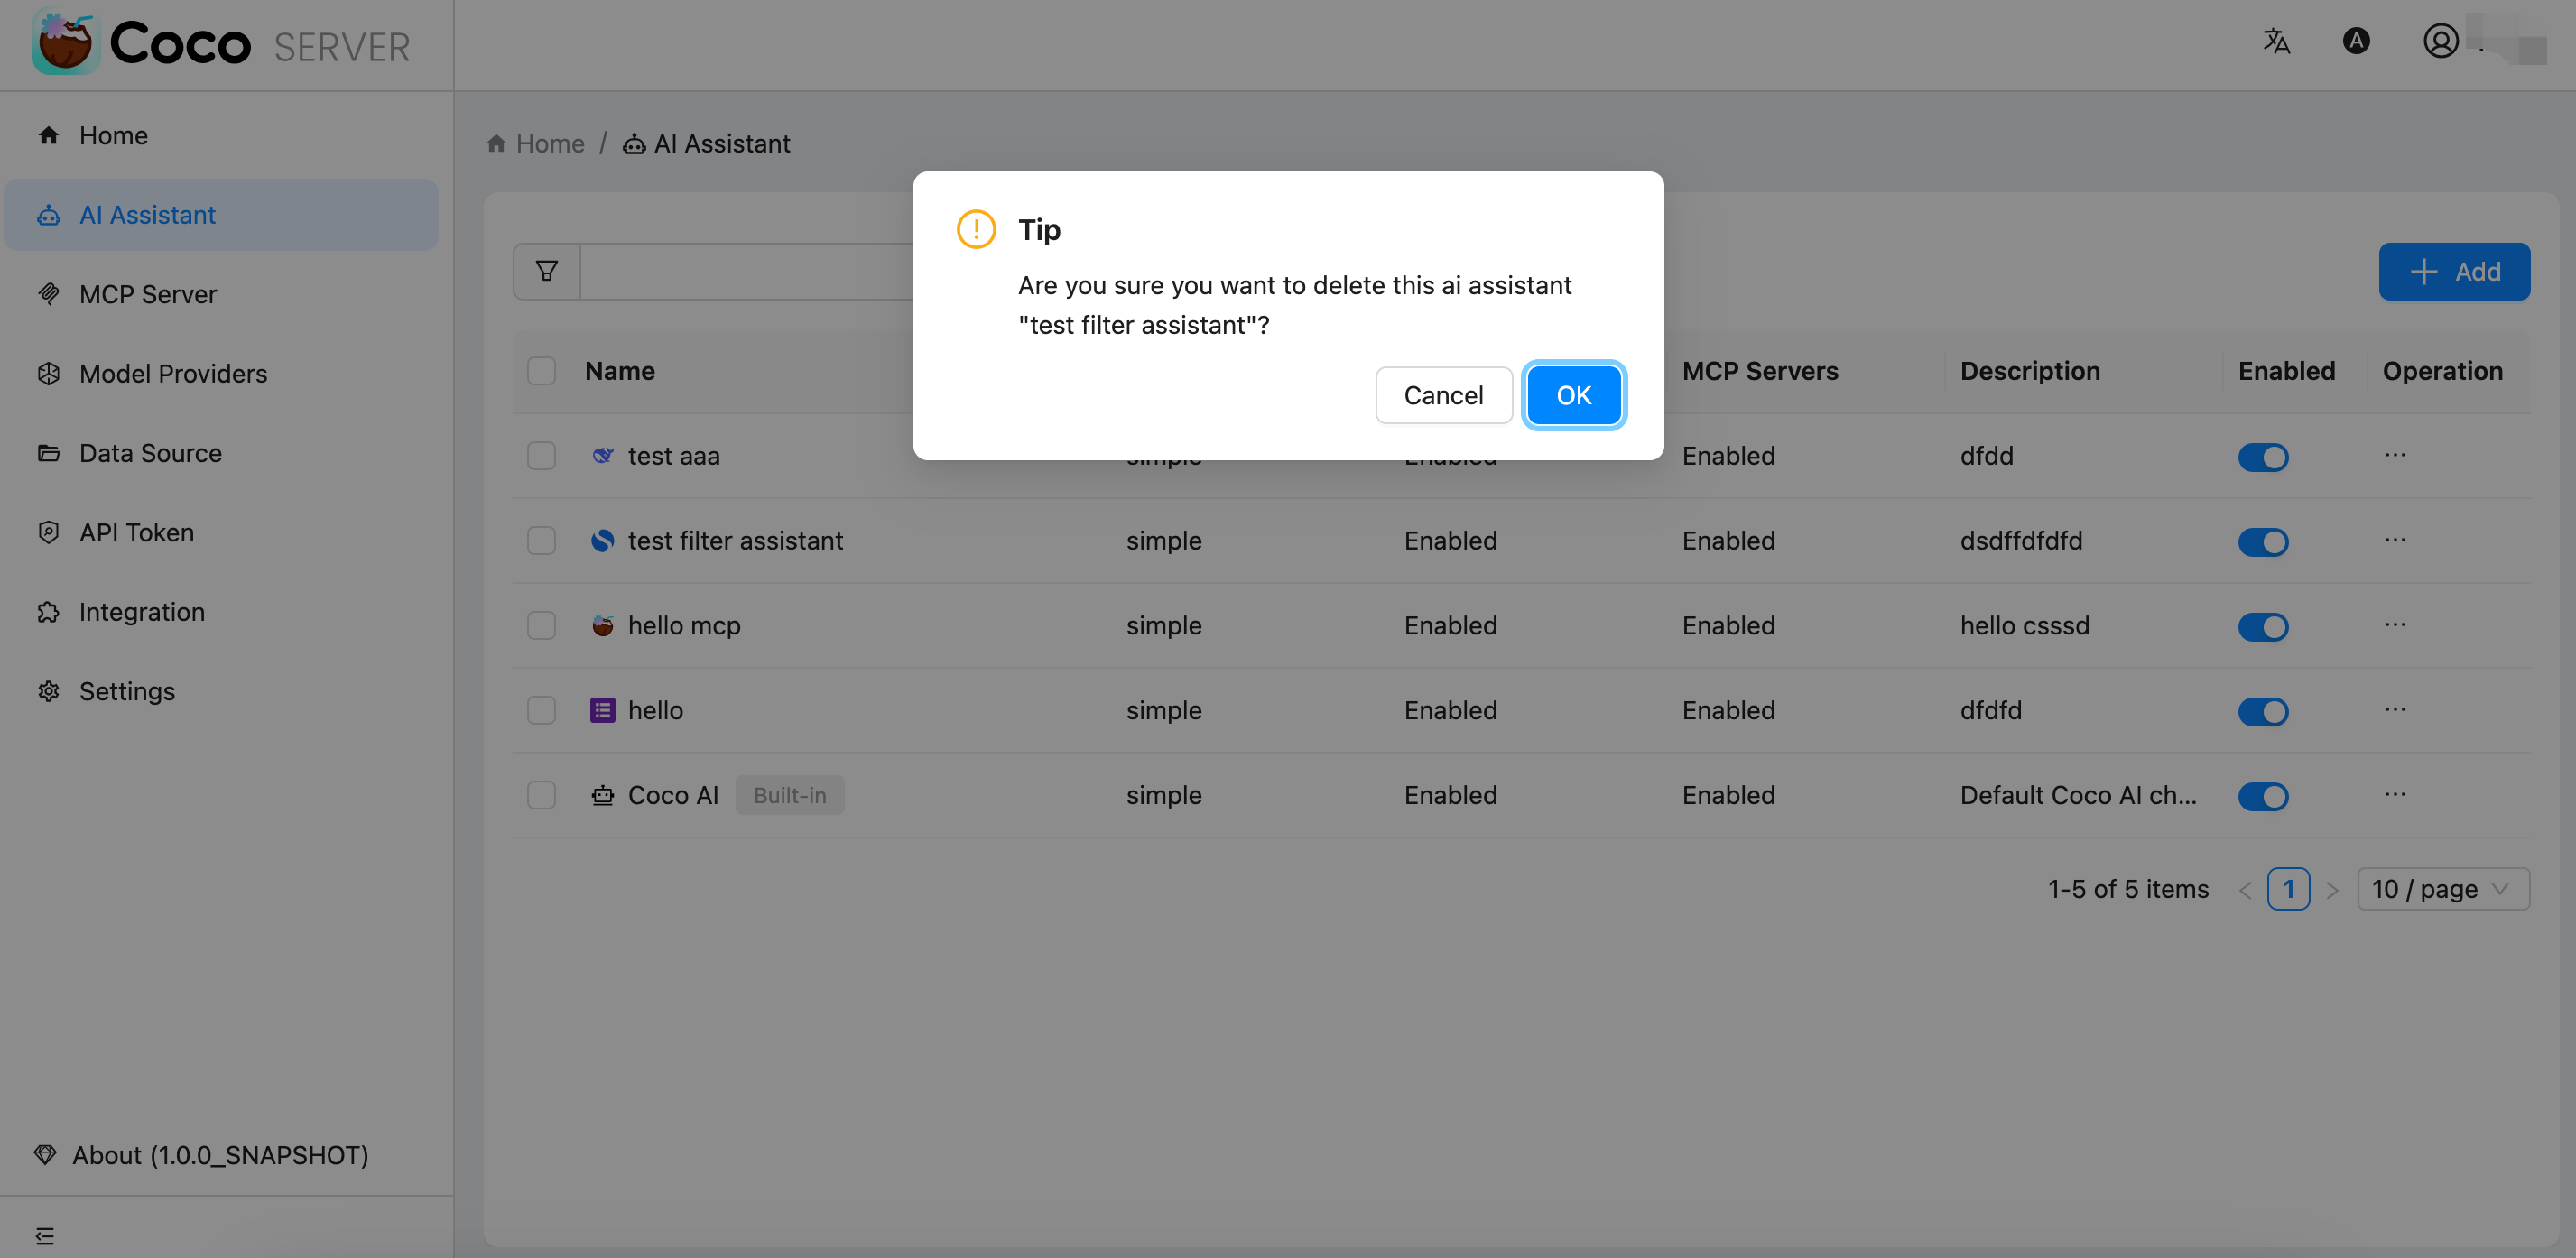 Coco SERVER
Home
AI Assistant
MCP Server
Model Providers
Data Source
API Token
Integration
Settings
About (1.0.0_SNAPSHOT)
Home / AI Assistant
Tip
Are you sure you want to delete this ai assistant
"test filter assistant"?
Cancel OK
Add
Name MCP Servers Description Enabled Operation
test aaa simple Enabled Enabled dfdd ...
test filter assistant simple Enabled Enabled dsdffdfdfd ...
hello mcp simple Enabled Enabled hello csssd ...
hello simple Enabled Enabled dfdfd ...
Coco AI Built-in simple Enabled Enabled Default Coco AI ch... ...
1-5 of 5 items < 1 > 10 / page